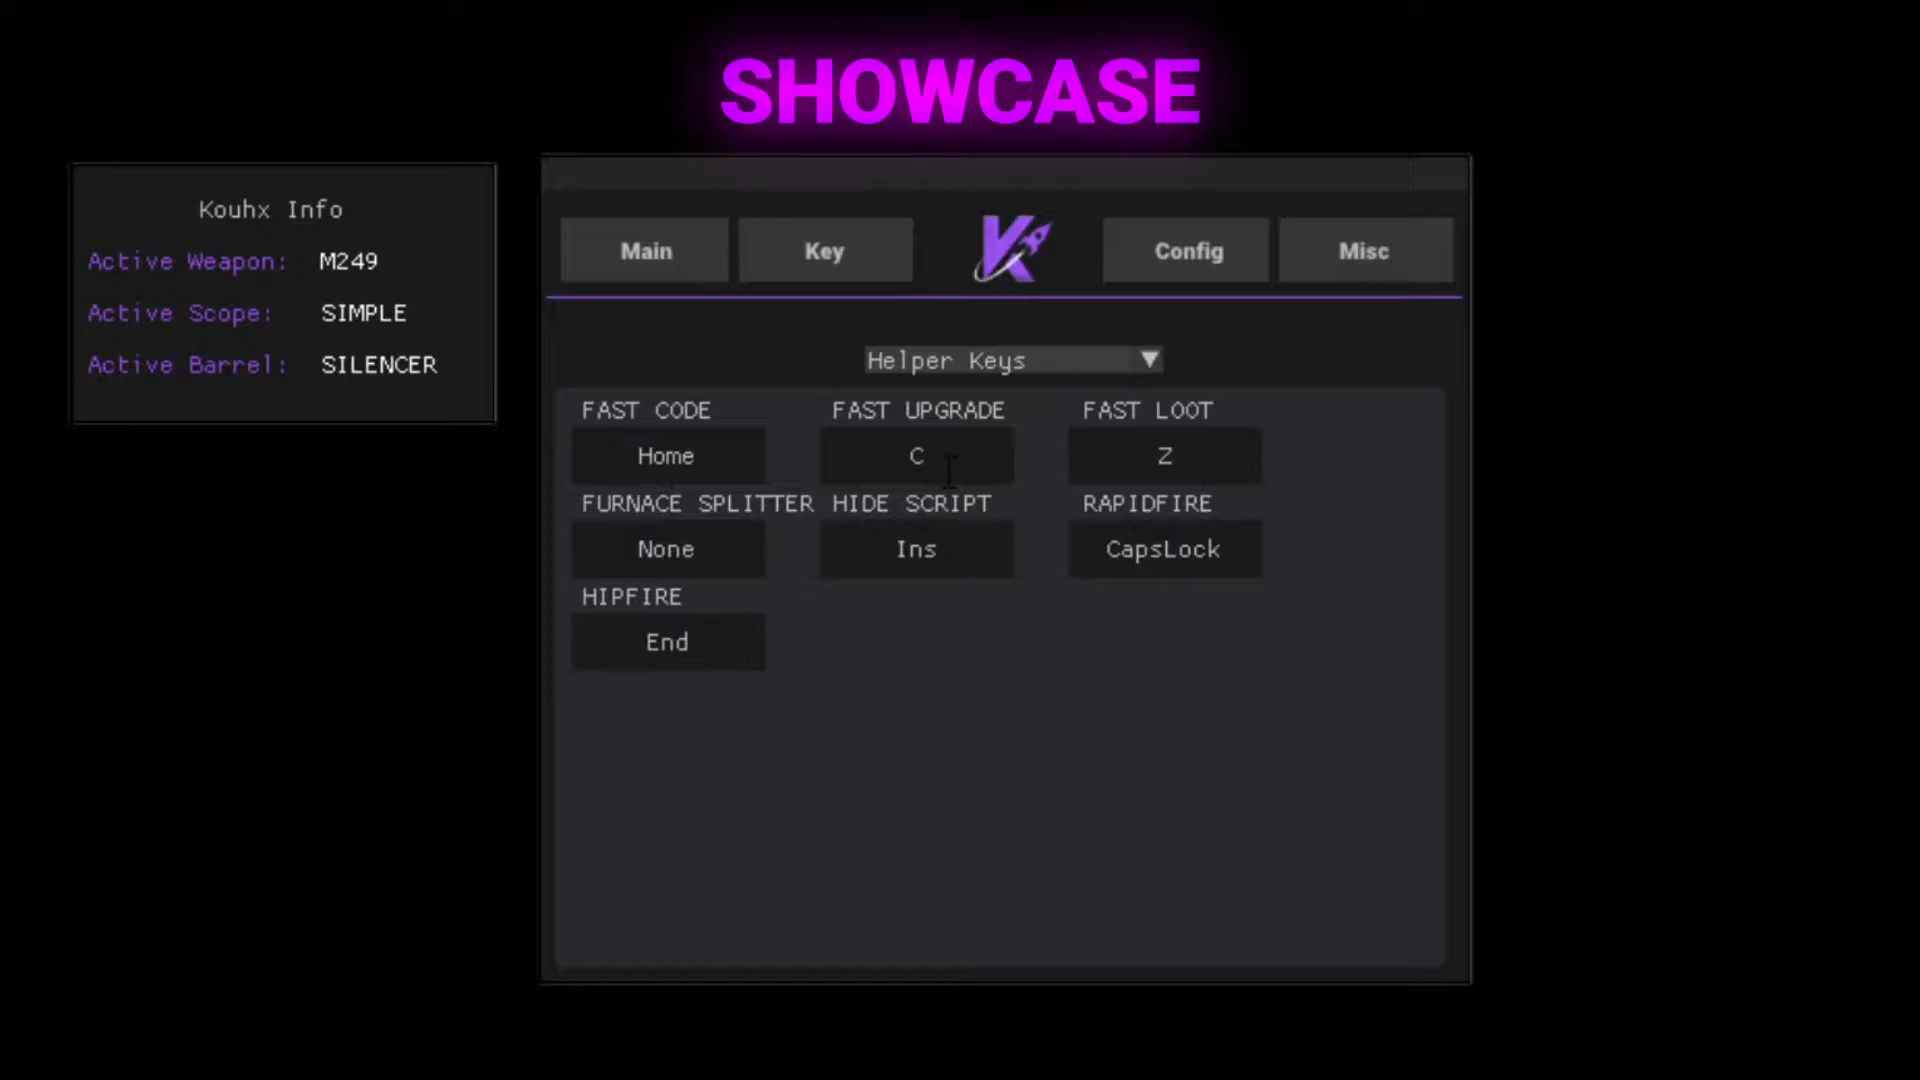 SHOWCASE
Kouhx Info
Active Weapon: M249
Active Scope: SIMPLE
Active Barrel: SILENCER
Main Key Config Misc
Helper Keys
FAST CODE FAST UPGRADE FAST LOOT
Home C Z
FURNACE SPLITTER HIDE SCRIPT RAPIDFIRE
None Ins CapsLock
HIPFIRE
End